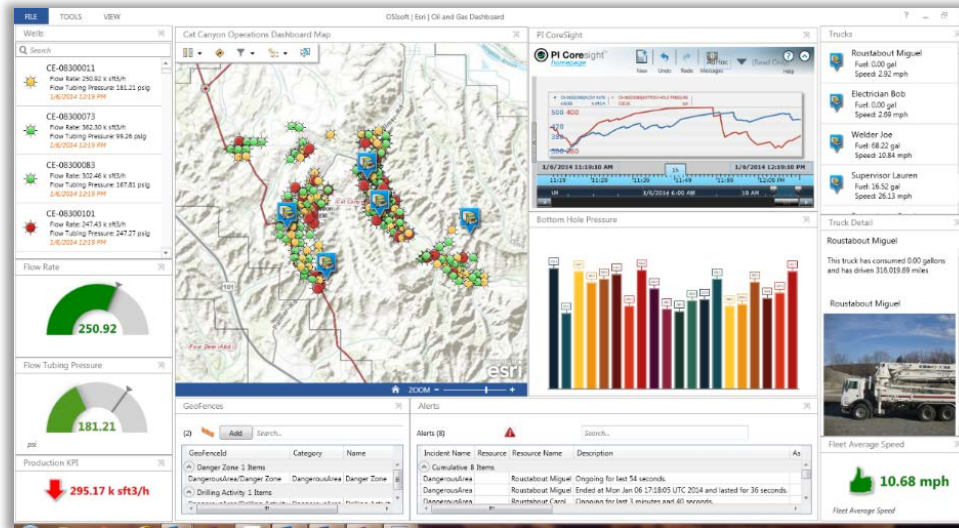 FILE TOOLS VIEW
OSIsoft | Esri | Oil and Gas Dashboard
Wells
Search
CE-08300011
Flow Rate: 250.92 k sft3/h
Flow Tubing Pressure: 181.21 psig
1/6/2014 12:19 PM
CE-08300073
Flow Rate: 362.30 k sft3/h
Flow Tubing Pressure: 99.26 psig
1/6/2014 12:19 PM
CE-08300083
Flow Rate: 302.46 k sft3/h
Flow Tubing Pressure: 167.81 psig
1/6/2014 12:19 PM
CE-08300101
Flow Rate: 247.43 k sft3/h
Flow Tubing Pressure: 247.27 psig
1/6/2014 12:19 PM
Flow Rate
250.92
Flow Tubing Pressure
181.21
psi
Production KPI
295.17 k sft3/h
Cat Canyon Operations Dashboard Map
101
esri
ZOOM
GeoFences
(2) Add Search..
GeoFenceId Category Name
Danger Zone 1 Items
DangerousArea/Danger Zone DangerousArea Danger Zone
Drilling Activity 1 Items
PI CoreSight
PI Coresight
homepage
New Undo Redo Messages
AdHoc
Help
1/6/2014 11:19:10 AM
1h
1/6/2014 12:19:10 PM
1/6/2014 6:00 AM
10 AM
Bottom Hole Pressure
Alerts
Alerts (8) Search..
Incident Name Resource Resource Name Description As
Cumulative 8 Items
DangerousArea Roustabout Miguel Ongoing for last 54 seconds.
DangerousArea Roustabout Miguel Ended at Mon Jan 06 17:18:05 UTC 2014 and lasted for 36 seconds.
DangerousArea Roustabout Carol Ongoing for last 3 minutes and 40 seconds.
Trucks
Roustabout Miguel
Fuel: 0.00 gal
Speed: 2.92 mph
Electrician Bob
Fuel: 0.00 gal
Speed: 2.69 mph
Welder Joe
Fuel: 68.22 gal
Speed: 10.84 mph
Supervisor Lauren
Fuel: 16.52 gal
Speed: 26.13 mph
Truck Detail
Roustabout Miguel
This truck has consumed 0.00 gallons
and has driven 316,019.69 miles
Roustabout Miguel
Fleet Average Speed
10.68 mph
Fleet Average Speed